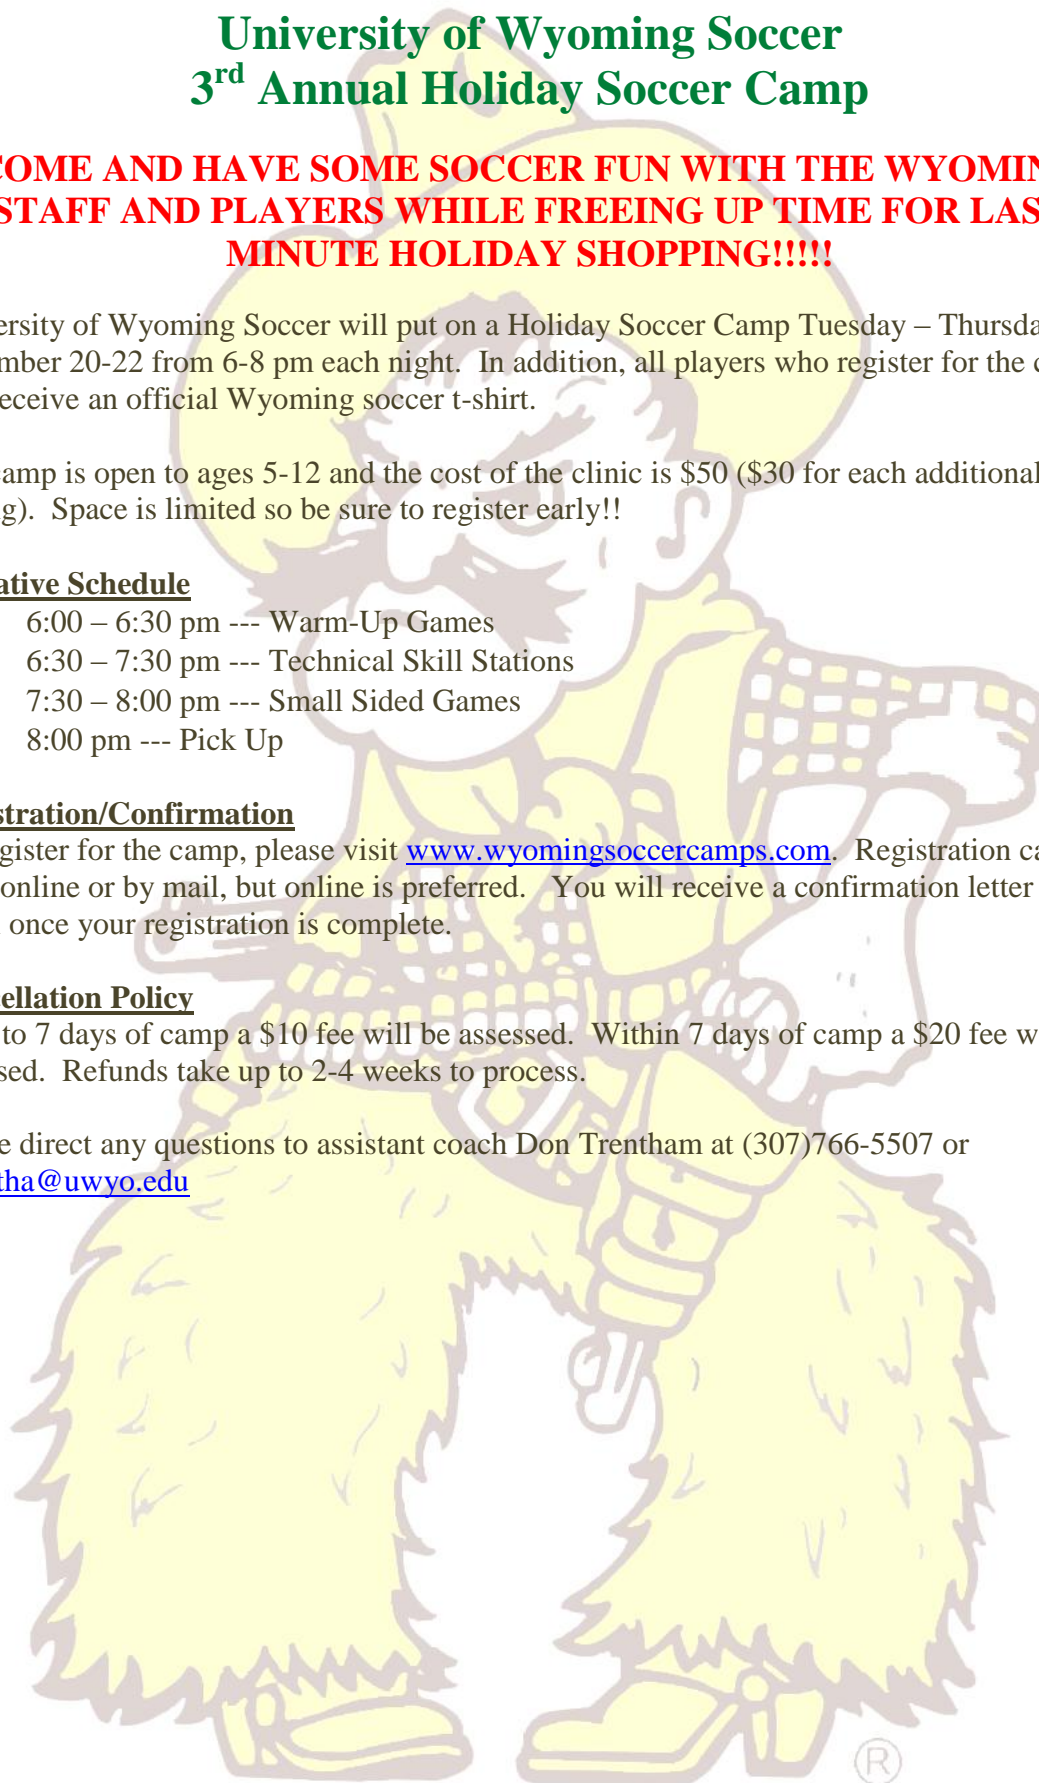 University of Wyoming Soccer
3rd Annual Holiday Soccer Camp
COME AND HAVE SOME SOCCER FUN WITH THE WYOMIN
STAFF AND PLAYERS WHILE FREEING UP TIME FOR LAS
MINUTE HOLIDAY SHOPPING!!!!!
ersity of Wyoming Soccer will put on a Holiday Soccer Camp Tuesday – Thursda
mber 20-22 from 6-8 pm each night. In addition, all players who register for the c
eceive an official Wyoming soccer t-shirt.
amp is open to ages 5-12 and the cost of the clinic is $50 ($30 for each additional
g). Space is limited so be sure to register early!!
ative Schedule
6:00 – 6:30 pm --- Warm-Up Games
6:30 – 7:30 pm --- Technical Skill Stations
7:30 – 8:00 pm --- Small Sided Games
8:00 pm --- Pick Up
stration/Confirmation
gister for the camp, please visit www.wyomingsoccercamps.com. Registration ca
online or by mail, but online is preferred. You will receive a confirmation letter
once your registration is complete.
ellation Policy
to 7 days of camp a $10 fee will be assessed. Within 7 days of camp a $20 fee w
sed. Refunds take up to 2-4 weeks to process.
e direct any questions to assistant coach Don Trentham at (307)766-5507 or
tha@uwyo.edu
®